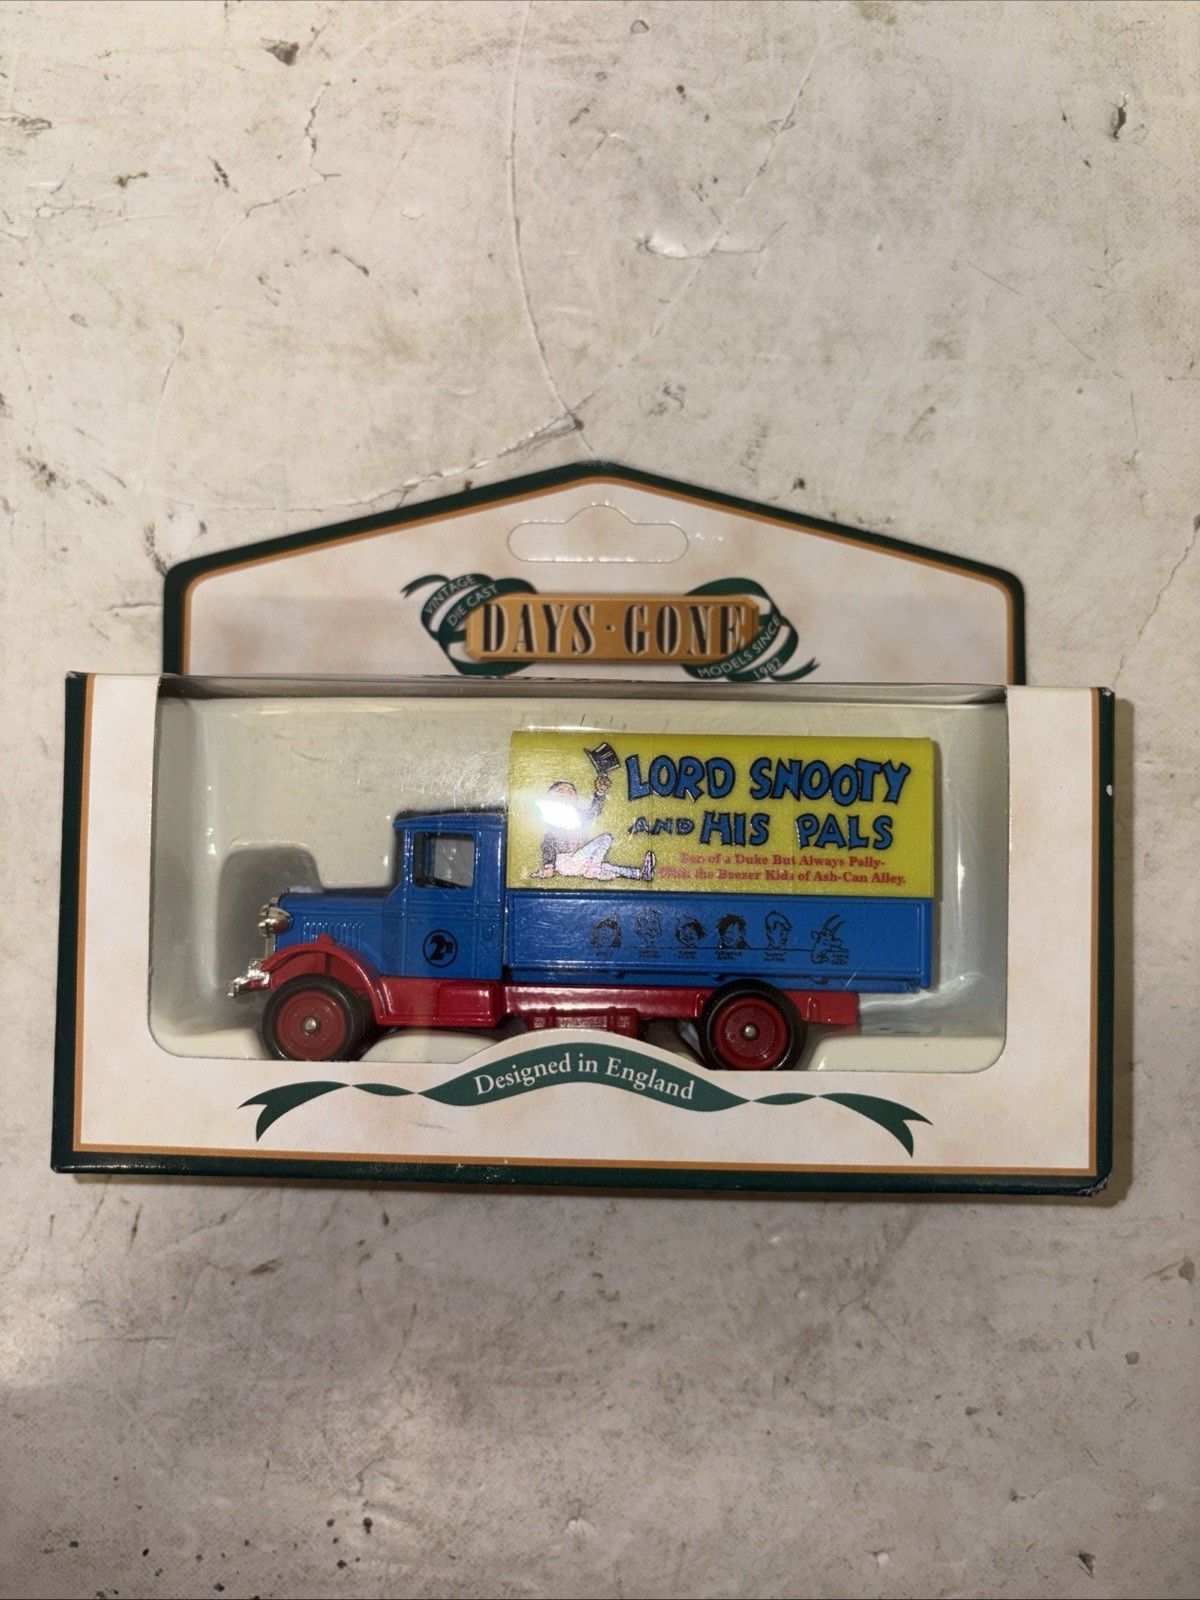 VINTAGE
DIE CAST
DAYS·GONE
MODELS SINCE
1982
LORD SNOOTY
AND HIS PALS
Son of a Duke But Always Pally-
With the Beezer Kids of Ash-Can Alley.
2D
Designed in England